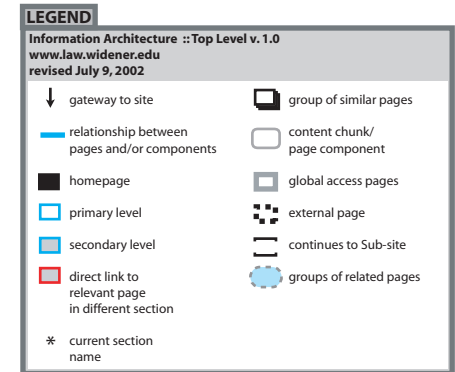 LEGEND
Information Architecture :: Top Level v. 1.0
www.law.widener.edu
revised July 9, 2002
gateway to site
relationship between
pages and/or components
homepage
primary level
secondary level
direct link to
relevant page
in different section
* current section
name
group of similar pages
content chunk/
page component
global access pages
external page
continues to Sub-site
groups of related pages